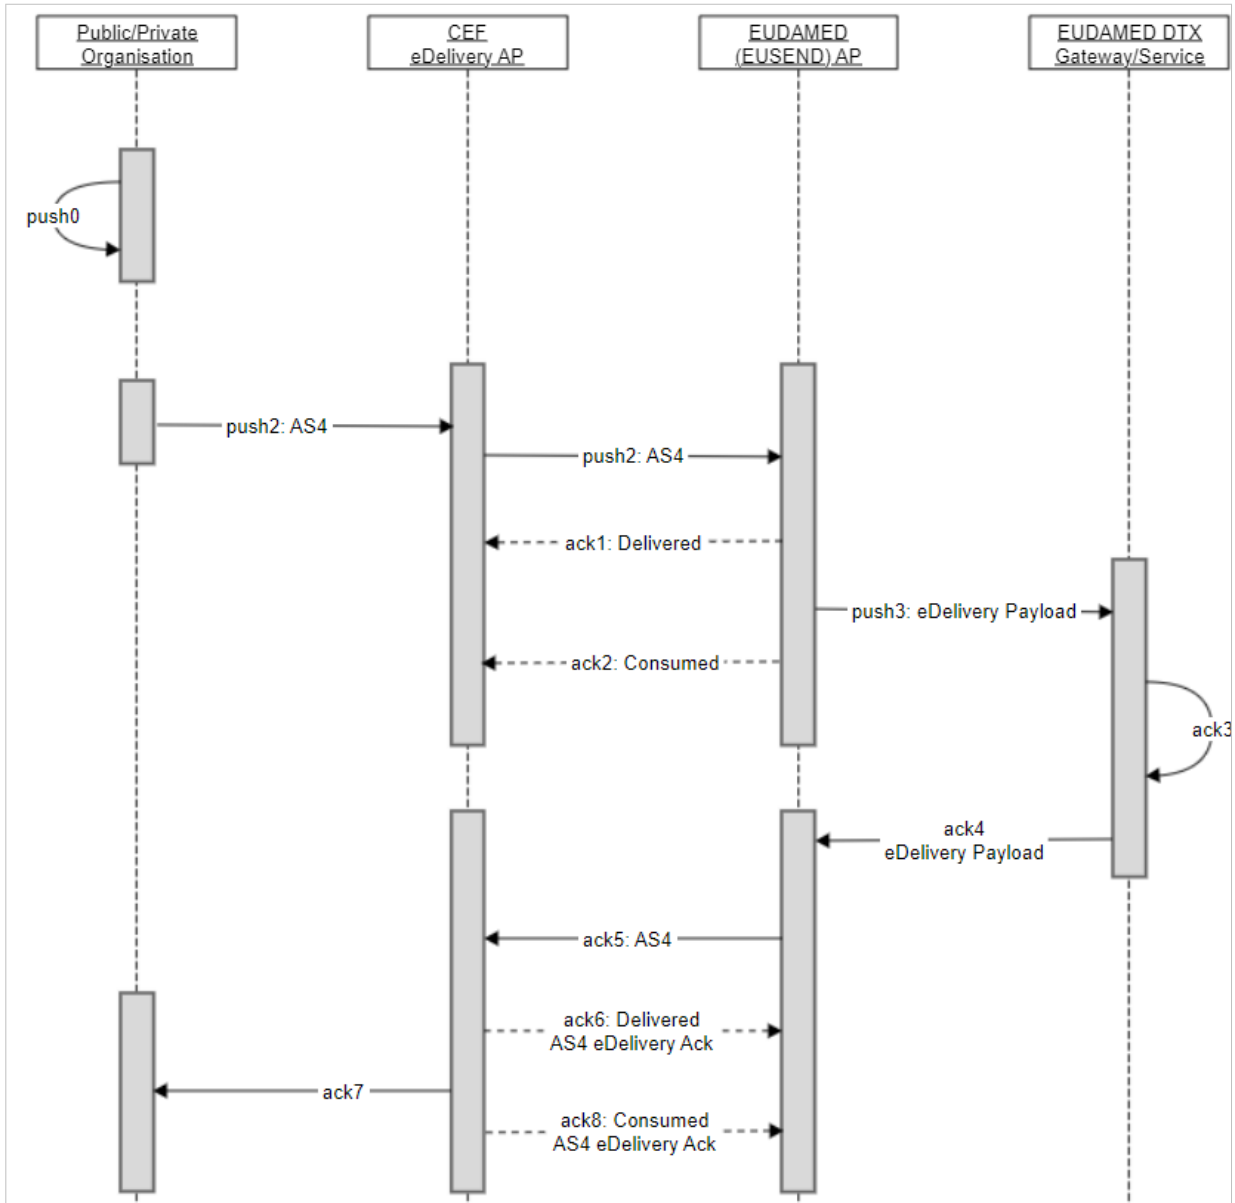 Public/Private
Organisation
CEF
eDelivery AP
EUDAMED
(EUSEND) AP
EUDAMED DTX
Gateway/Service
push0
push2: AS4
push2: AS4
ack1: Delivered
push3: eDelivery Payload
ack2: Consumed
ack3
ack4
eDelivery Payload
ack5: AS4
ack6: Delivered
AS4 eDelivery Ack
ack7
ack8: Consumed
AS4 eDelivery Ack